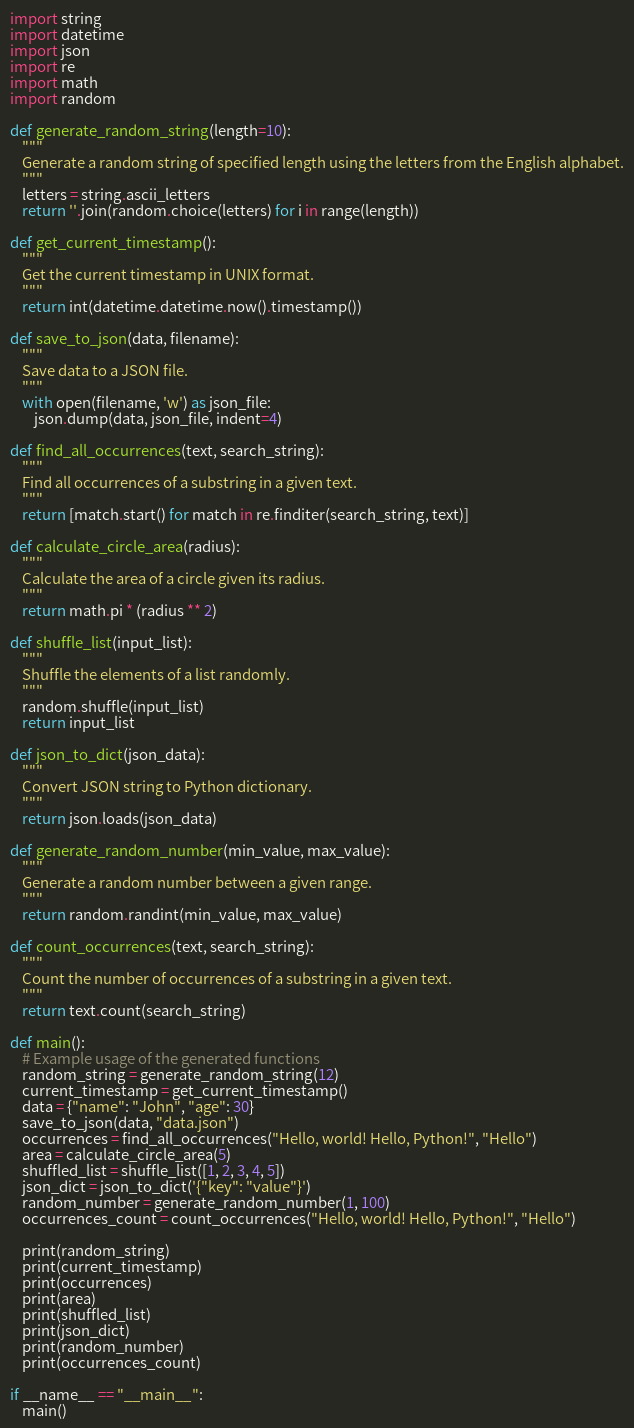 import string
import datetime
import json
import re
import math
import random

def generate_random_string(length=10):
    """
    Generate a random string of specified length using the letters from the English alphabet.
    """
    letters = string.ascii_letters
    return ''.join(random.choice(letters) for i in range(length))

def get_current_timestamp():
    """
    Get the current timestamp in UNIX format.
    """
    return int(datetime.datetime.now().timestamp())

def save_to_json(data, filename):
    """
    Save data to a JSON file.
    """
    with open(filename, 'w') as json_file:
        json.dump(data, json_file, indent=4)

def find_all_occurrences(text, search_string):
    """
    Find all occurrences of a substring in a given text.
    """
    return [match.start() for match in re.finditer(search_string, text)]

def calculate_circle_area(radius):
    """
    Calculate the area of a circle given its radius.
    """
    return math.pi * (radius ** 2)

def shuffle_list(input_list):
    """
    Shuffle the elements of a list randomly.
    """
    random.shuffle(input_list)
    return input_list

def json_to_dict(json_data):
    """
    Convert JSON string to Python dictionary.
    """
    return json.loads(json_data)

def generate_random_number(min_value, max_value):
    """
    Generate a random number between a given range.
    """
    return random.randint(min_value, max_value)

def count_occurrences(text, search_string):
    """
    Count the number of occurrences of a substring in a given text.
    """
    return text.count(search_string)

def main():
    # Example usage of the generated functions
    random_string = generate_random_string(12)
    current_timestamp = get_current_timestamp()
    data = {"name": "John", "age": 30}
    save_to_json(data, "data.json")
    occurrences = find_all_occurrences("Hello, world! Hello, Python!", "Hello")
    area = calculate_circle_area(5)
    shuffled_list = shuffle_list([1, 2, 3, 4, 5])
    json_dict = json_to_dict('{"key": "value"}')
    random_number = generate_random_number(1, 100)
    occurrences_count = count_occurrences("Hello, world! Hello, Python!", "Hello")

    print(random_string)
    print(current_timestamp)
    print(occurrences)
    print(area)
    print(shuffled_list)
    print(json_dict)
    print(random_number)
    print(occurrences_count)

if __name__ == "__main__":
    main()